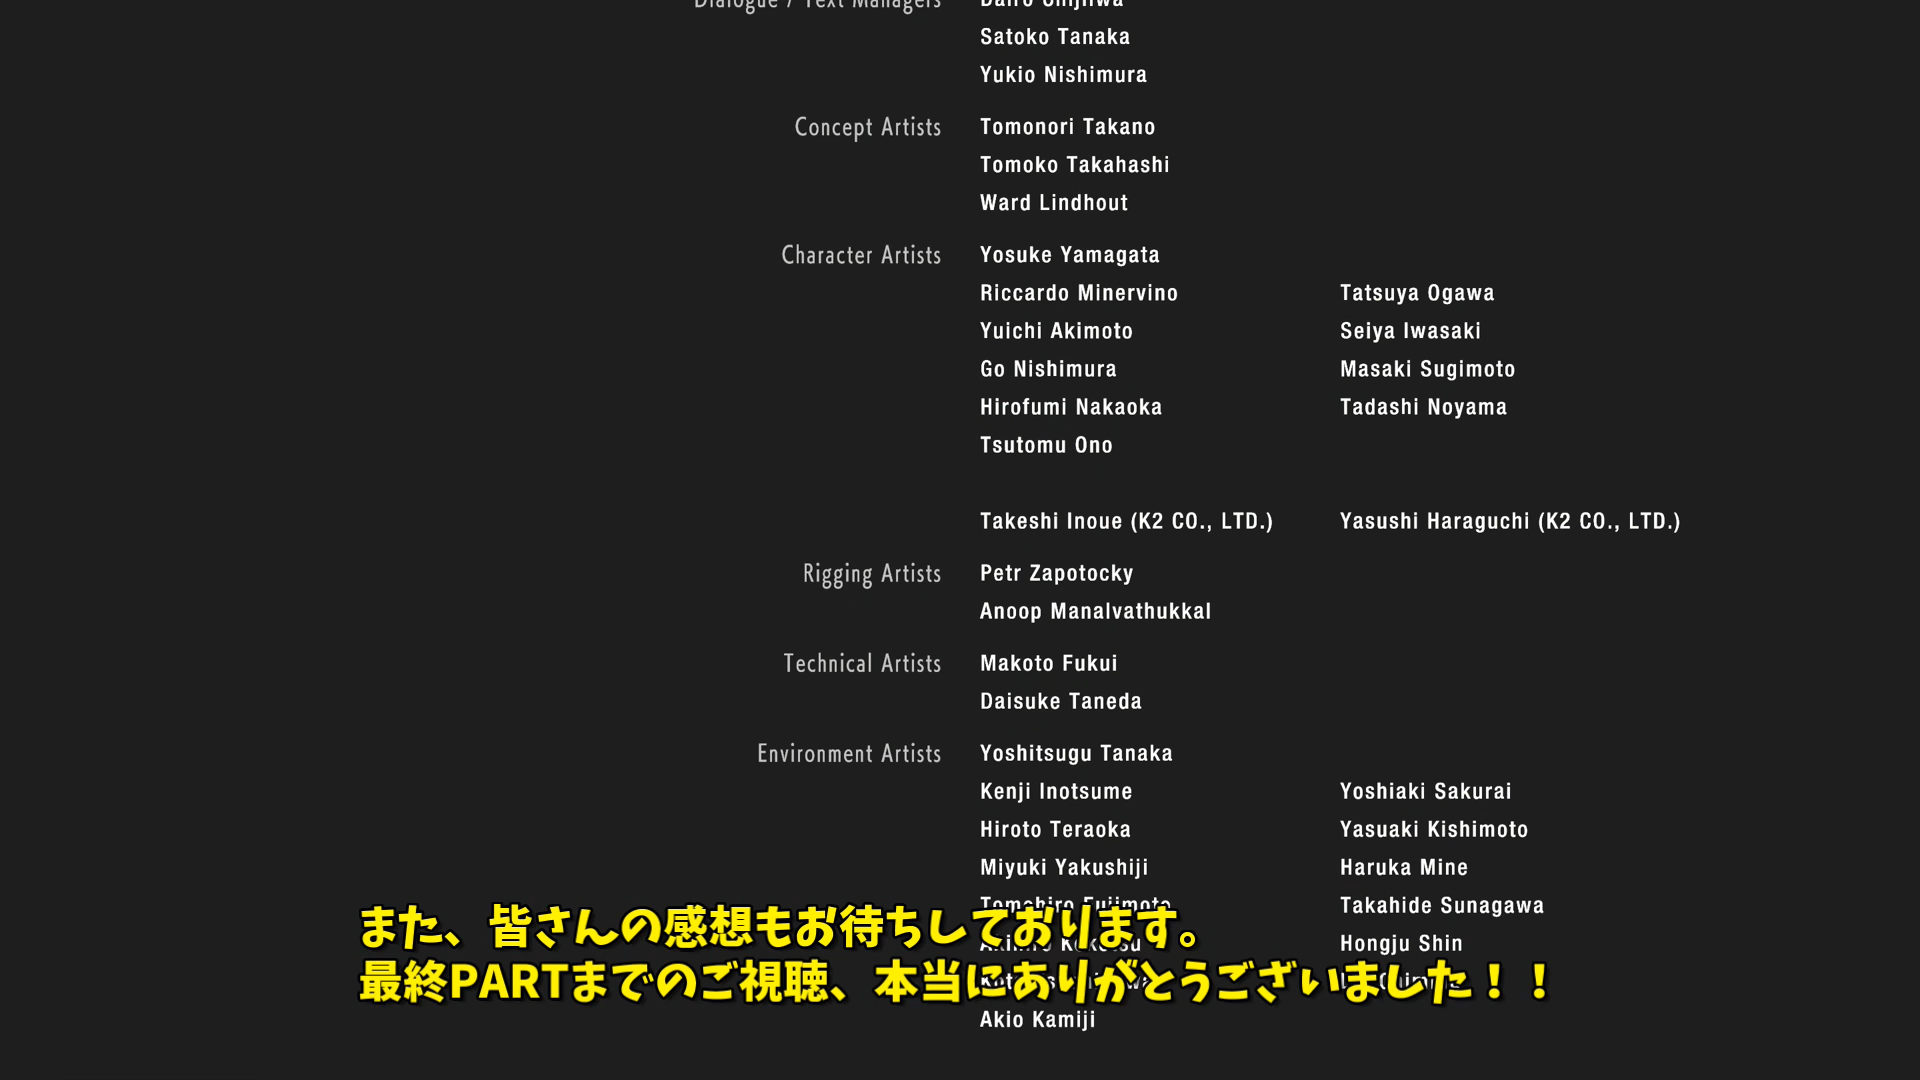 Dialogue / Text Managers
Satoko Tanaka
Yukio Nishimura
Concept Artists Tomonori Takano
Tomoko Takahashi
Ward Lindhout
Character Artists Yosuke Yamagata
Riccardo Minervino Tatsuya Ogawa
Yuichi Akimoto Seiya Iwasaki
Go Nishimura Masaki Sugimoto
Hirofumi Nakaoka Tadashi Noyama
Tsutomu Ono
Takeshi Inoue (K2 CO., LTD.) Yasushi Haraguchi (K2 CO., LTD.)
Rigging Artists Petr Zapotocky
Anoop Manalvathukkal
Technical Artists Makoto Fukui
Daisuke Taneda
Environment Artists Yoshitsugu Tanaka
Kenji Inotsume Yoshiaki Sakurai
Hiroto Teraoka Yasuaki Kishimoto
Miyuki Yakushiji Haruka Mine
Tomohiro Fujimoto Takahide Sunagawa
Hongju Shin
Akio Kamiji
また、皆さんの感想もお待ちしております。
最終PARTまでのご視聴、本当にありがとうございました！！